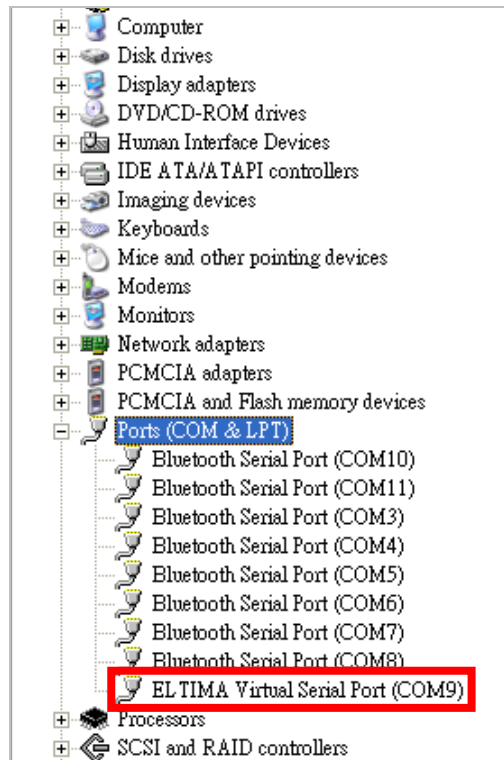 Computer
Disk drives
Display adapters
DVD/CD-ROM drives
Human Interface Devices
IDE ATA/ATAPI controllers
Imaging devices
Keyboards
Mice and other pointing devices
Modems
Monitors
Network adapters
PCMCIA adapters
PCMCIA and Flash memory devices
Ports (COM & LPT)
Bluetooth Serial Port (COM10)
Bluetooth Serial Port (COM11)
Bluetooth Serial Port (COM3)
Bluetooth Serial Port (COM4)
Bluetooth Serial Port (COM5)
Bluetooth Serial Port (COM6)
Bluetooth Serial Port (COM7)
Bluetooth Serial Port (COM8)
ELTIMA Virtual Serial Port (COM9)
Processors
SCSI and RAID controllers